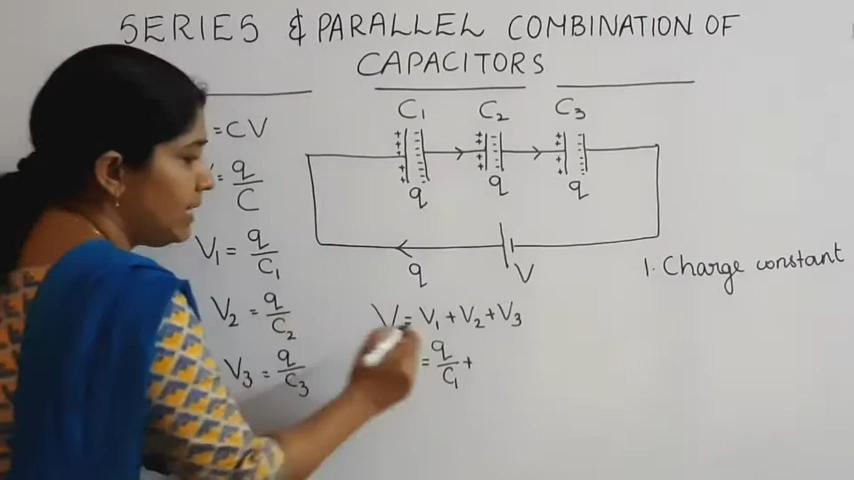 SERIES & PARALLEL COMBINATION OF
CAPACITORS
= CV
= q/C
V₁ = q/C₁
V₂ = q/C₂
V₃ = q/C₃
C₁ C₂ C₃
q q q
q V
V = V₁ + V₂ + V₃
= q/C₁ +
1. Charge constant